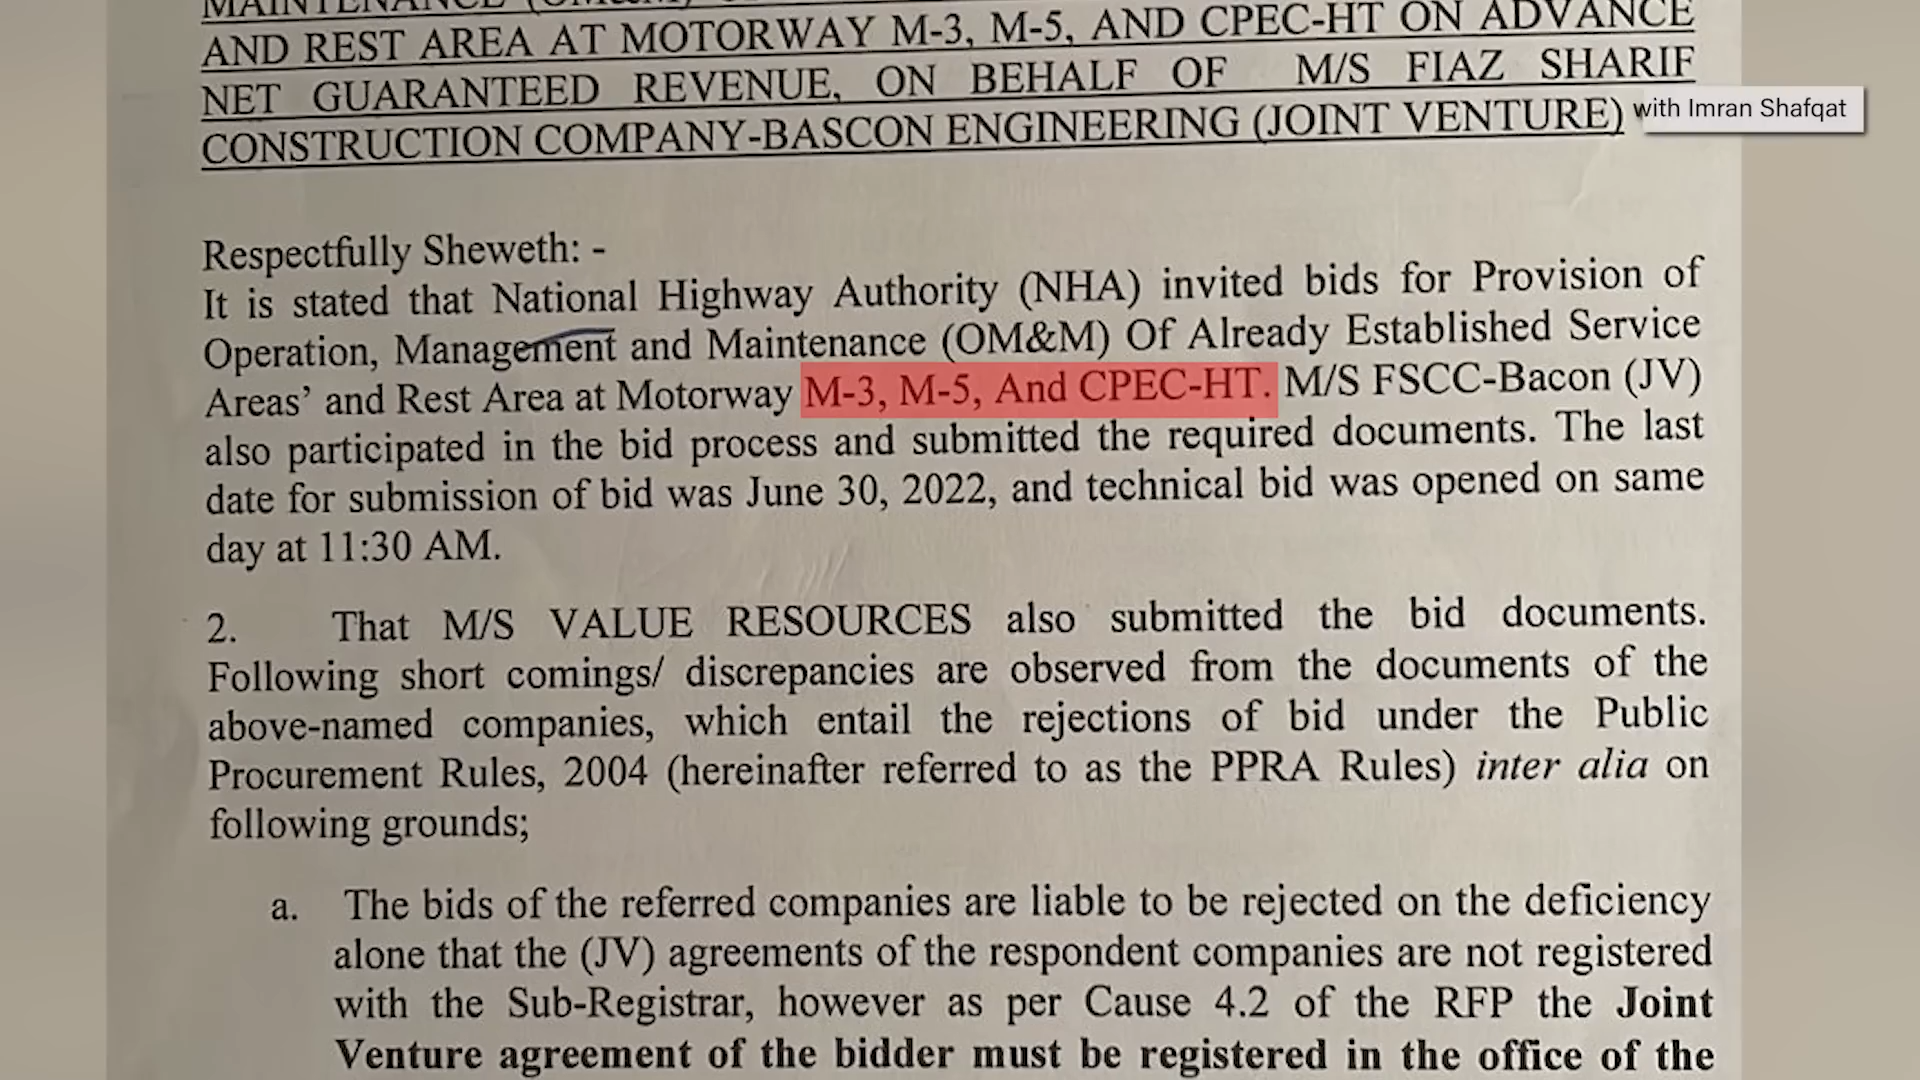 MAINTENANCE (OM&M)
AND REST AREA AT MOTORWAY M-3, M-5, AND CPEC-HT ON ADVANCE
NET GUARANTEED REVENUE, ON BEHALF OF M/S FIAZ SHARIF
CONSTRUCTION COMPANY-BASCON ENGINEERING (JOINT VENTURE)
with Imran Shafqat
Respectfully Sheweth: -
It is stated that National Highway Authority (NHA) invited bids for Provision of
Operation, Management and Maintenance (OM&M) Of Already Established Service
Areas’ and Rest Area at Motorway M-3, M-5, And CPEC-HT. M/S FSCC-Bacon (JV)
also participated in the bid process and submitted the required documents. The last
date for submission of bid was June 30, 2022, and technical bid was opened on same
day at 11:30 AM.
2. That M/S VALUE RESOURCES also submitted the bid documents.
Following short comings/ discrepancies are observed from the documents of the
above-named companies, which entail the rejections of bid under the Public
Procurement Rules, 2004 (hereinafter referred to as the PPRA Rules) inter alia on
following grounds;
a. The bids of the referred companies are liable to be rejected on the deficiency
alone that the (JV) agreements of the respondent companies are not registered
with the Sub-Registrar, however as per Cause 4.2 of the RFP the Joint
Venture agreement of the bidder must be registered in the office of the